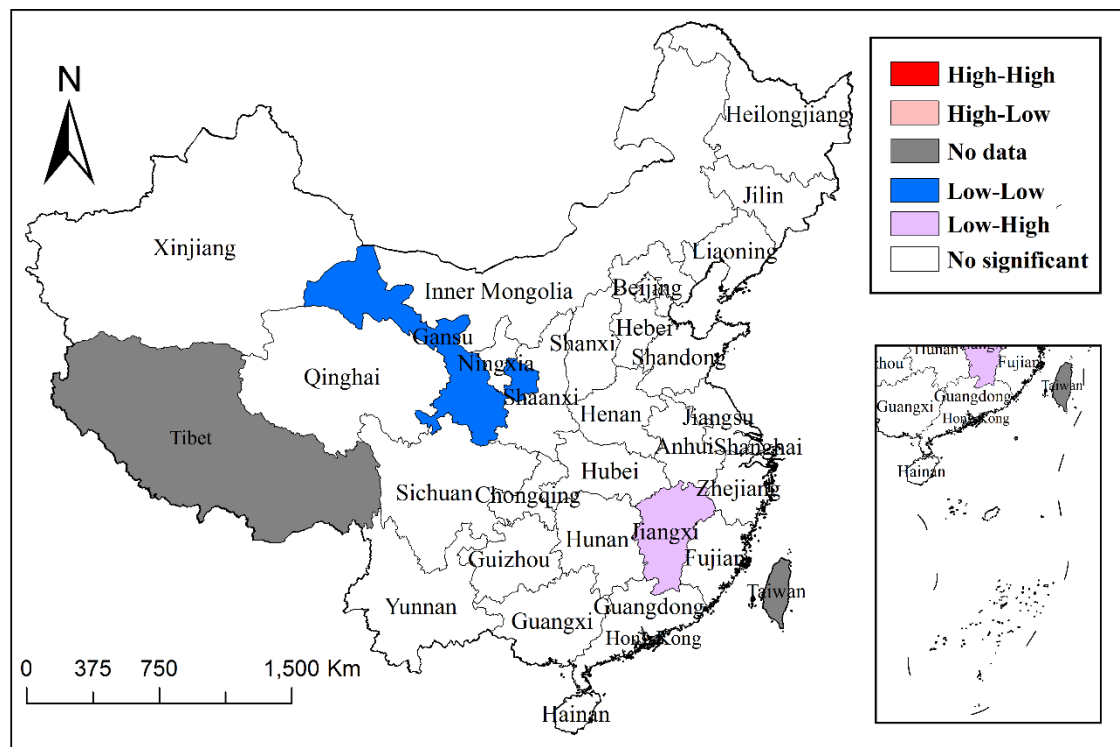 N
High-High
High-Low
No data
Low-Low
Low-High
No significant
Heilongjiang
Jilin
Liaoning
Xinjiang
Inner Mongolia
Beijing
Gansu
Hebei
Shanxi
Ningxia
Shandong
Qinghai
Shaanxi
Henan
Jiangsu
Tibet
Anhui
Shanghai
Hubei
Sichuan
Chongqing
Zhejiang
Jiangxi
Hunan
Guizhou
Fujian
Taiwan
Yunnan
Guangxi
Guangdong
Hong Kong
Hainan
0 375 750 1,500 Km
Hunan
Fujian
zhou
Taiwan
Guangdong
Guangxi
Hong Kong
Hainan